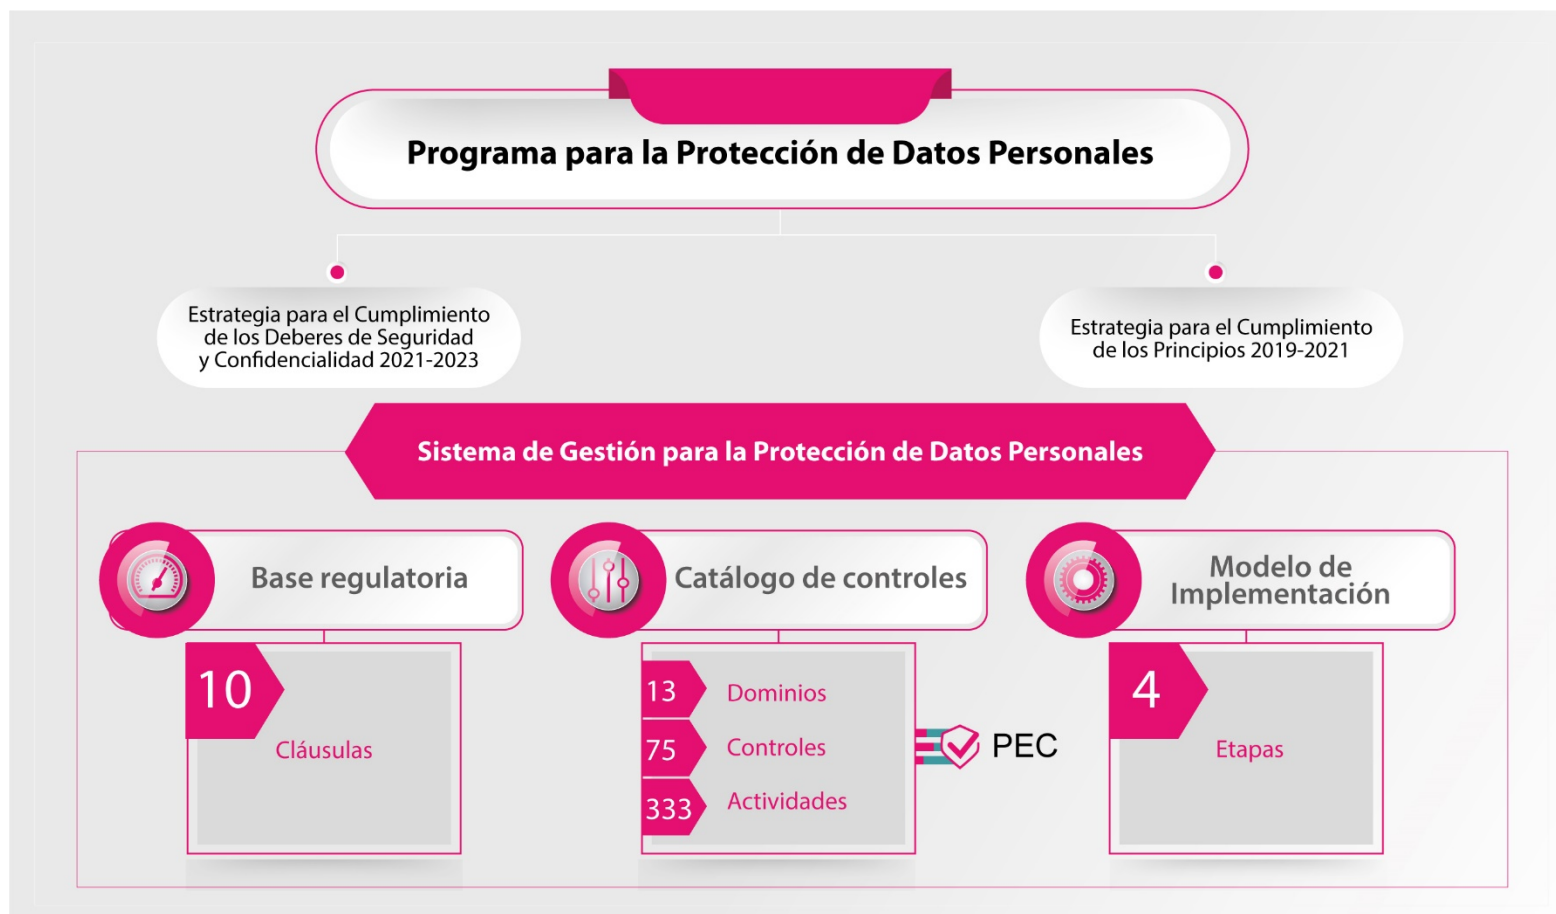 Programa para la Protección de Datos Personales
Estrategia para el Cumplimiento
de los Deberes de Seguridad
y Confidencialidad 2021-2023
Estrategia para el Cumplimiento
de los Principios 2019-2021
Sistema de Gestión para la Protección de Datos Personales
Base regulatoria
10
Cláusulas
Catálogo de controles
13 Dominios
75 Controles
333 Actividades
PEC
Modelo de
Implementación
4
Etapas